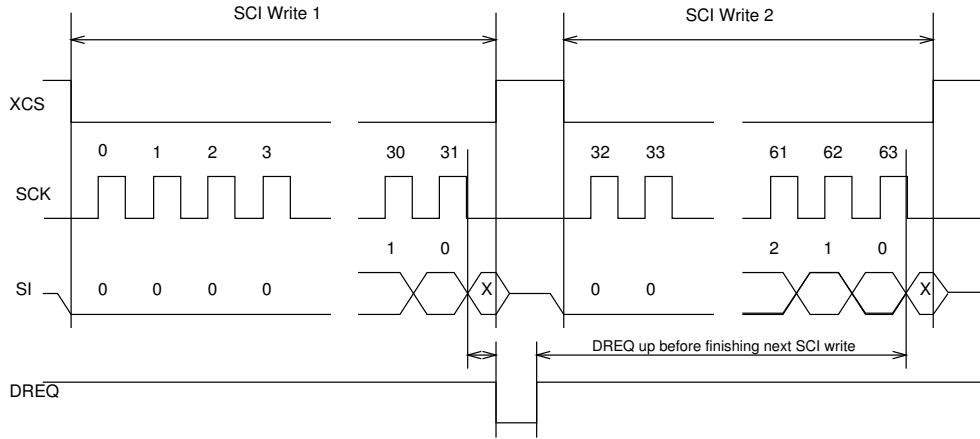 SCI Write 1 SCI Write 2
XCS
0 1 2 3 30 31 32 33 61 62 63
SCK
1 0 2 1 0
SI 0 0 0 0 X 0 0 X
DREQ up before finishing next SCI write
DREQ